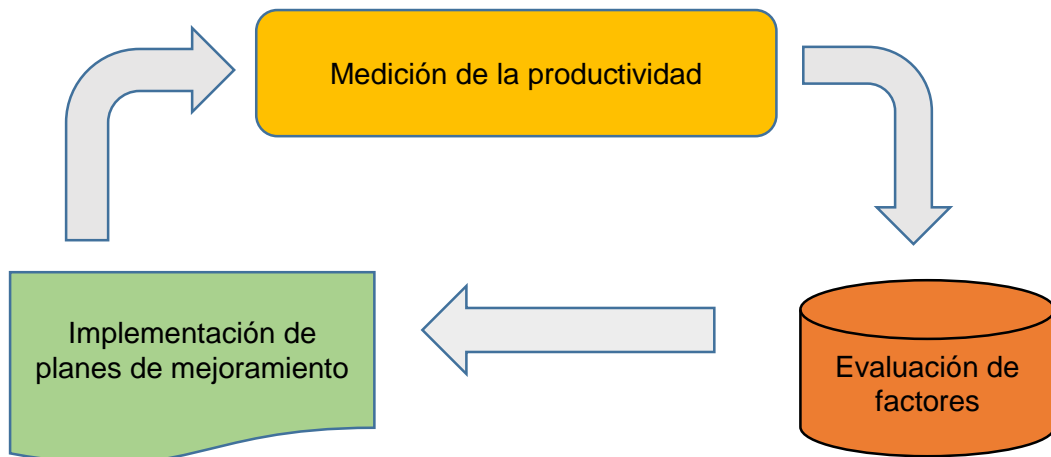 Medición de la productividad
Implementación de
planes de mejoramiento
Evaluación de
factores